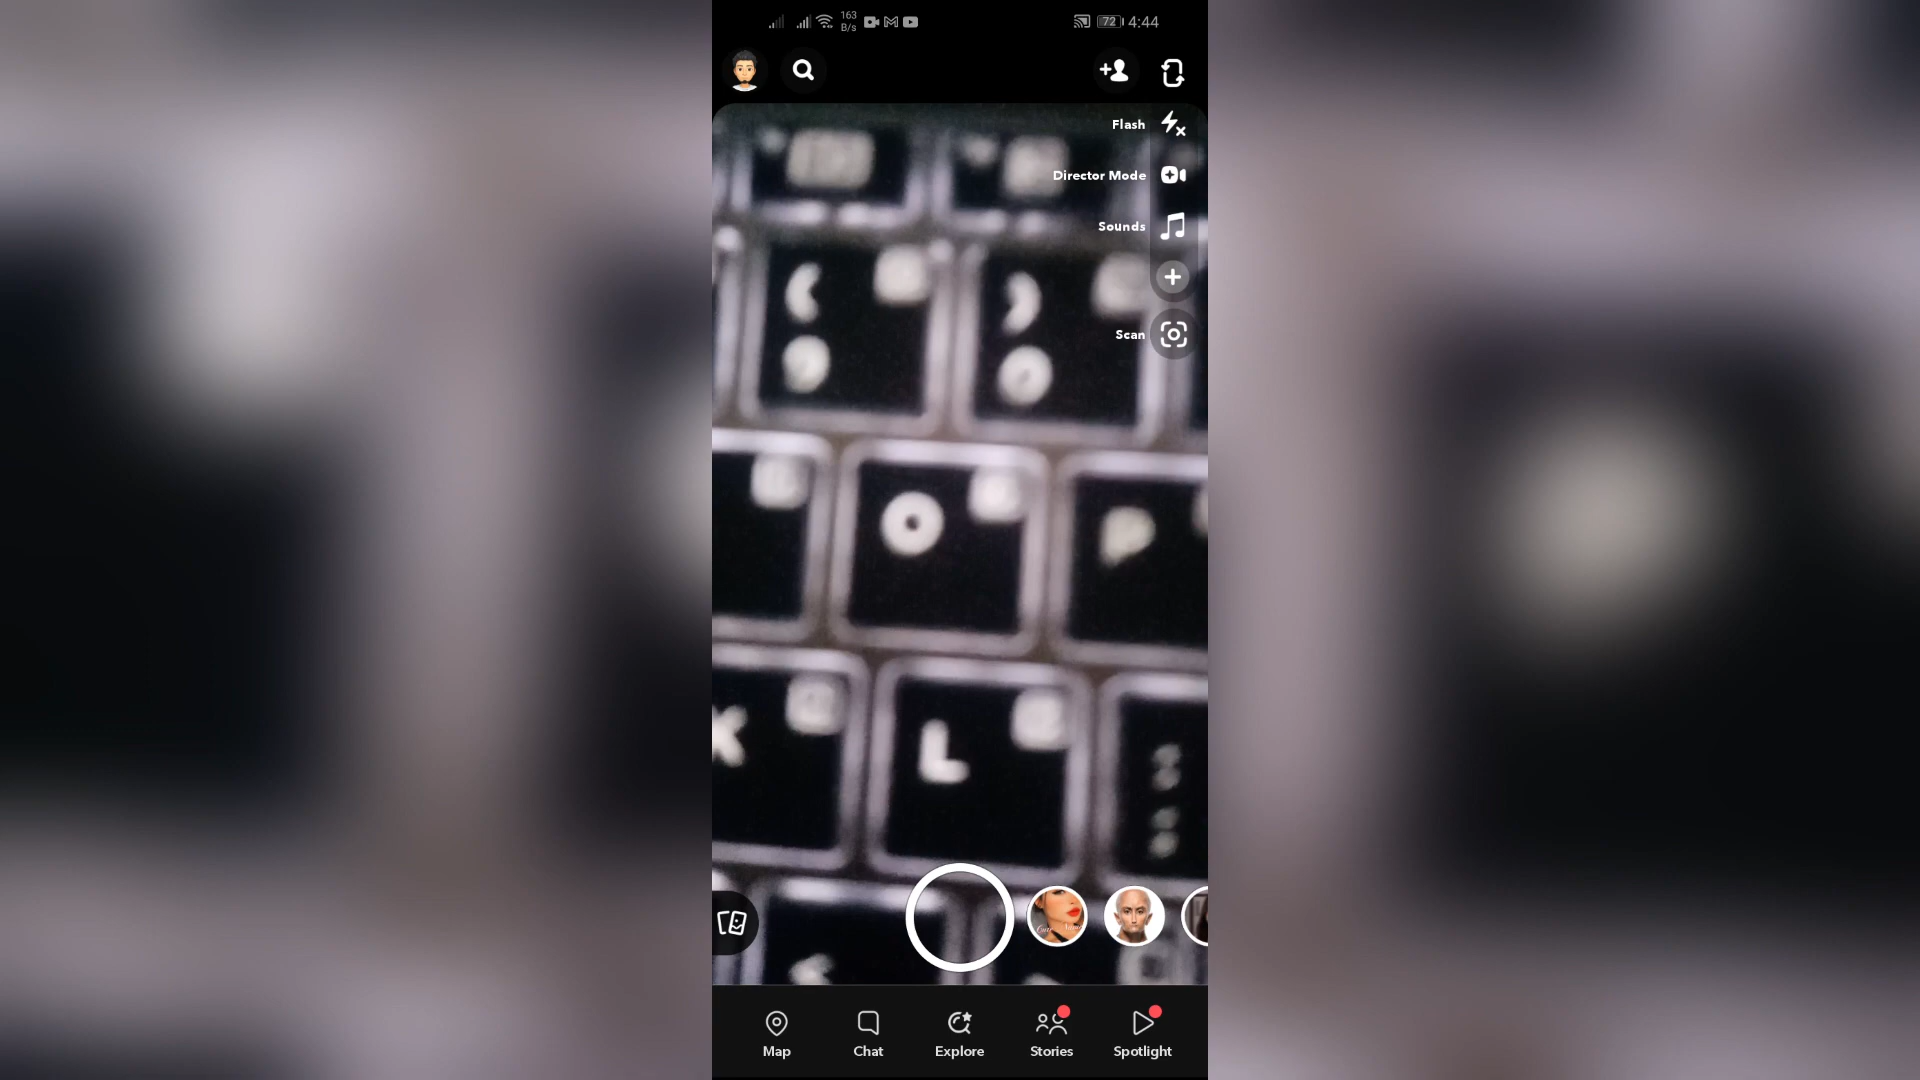 163
B/s
72
4:44
Flash
Director Mode
Sounds
Scan
O
P
L
Map
Chat
Explore
Stories
Spotlight